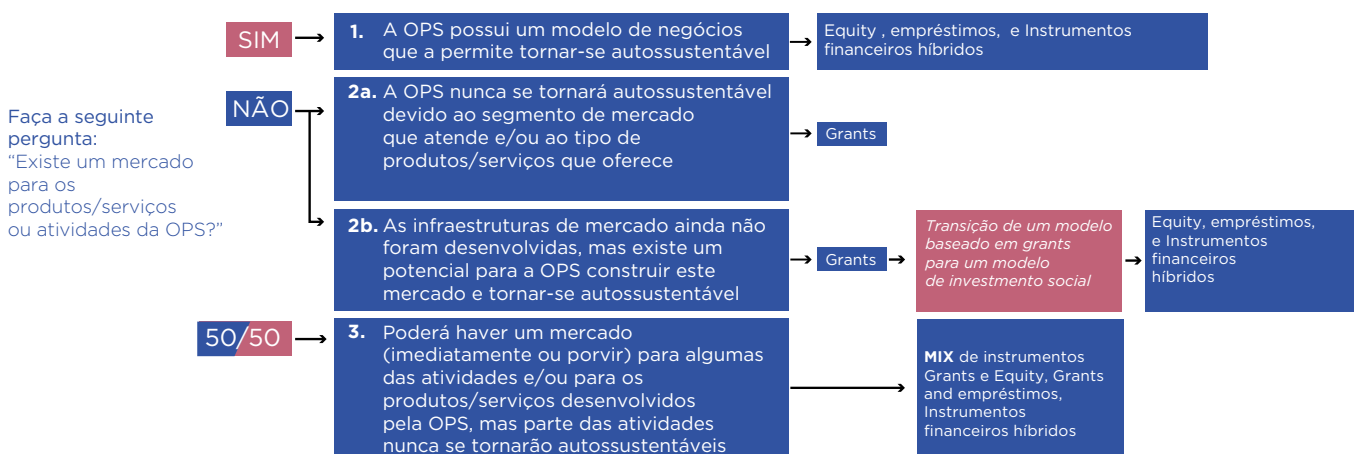 Faça a seguinte
pergunta:
“Existe um mercado
para os
produtos/serviços
ou atividades da OPS?”
SIM
1. A OPS possui um modelo de negócios
que a permite tornar-se autossustentável
Equity , empréstimos, e Instrumentos
financeiros híbridos
NÃO
2a. A OPS nunca se tornará autossustentável
devido ao segmento de mercado
que atende e/ou ao tipo de
produtos/serviços que oferece
Grants
2b. As infraestruturas de mercado ainda não
foram desenvolvidas, mas existe um
potencial para a OPS construir este
mercado e tornar-se autossustentável
Grants
Transição de um modelo
baseado em grants
para um modelo
de investimento social
Equity, empréstimos,
e Instrumentos
financeiros
híbridos
50/50
3. Poderá haver um mercado
(imediatamente ou porvir) para algumas
das atividades e/ou para os
produtos/serviços desenvolvidos
pela OPS, mas parte das atividades
nunca se tornarão autossustentáveis
MIX de instrumentos
Grants e Equity, Grants
and empréstimos,
Instrumentos
financeiros híbridos